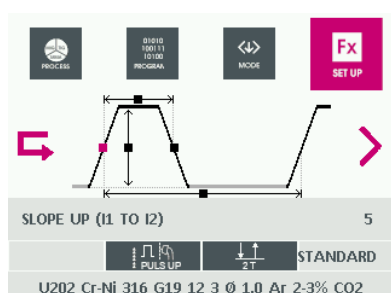 01010
100111
10100
PROCESS
PROGRAM
MODE
Fx
SET UP
SLOPE UP (I1 TO I2) 5
PULS UP
2T
STANDARD
U202 Cr-Ni 316 G19 12 3 Ø 1.0 Ar 2-3% CO2